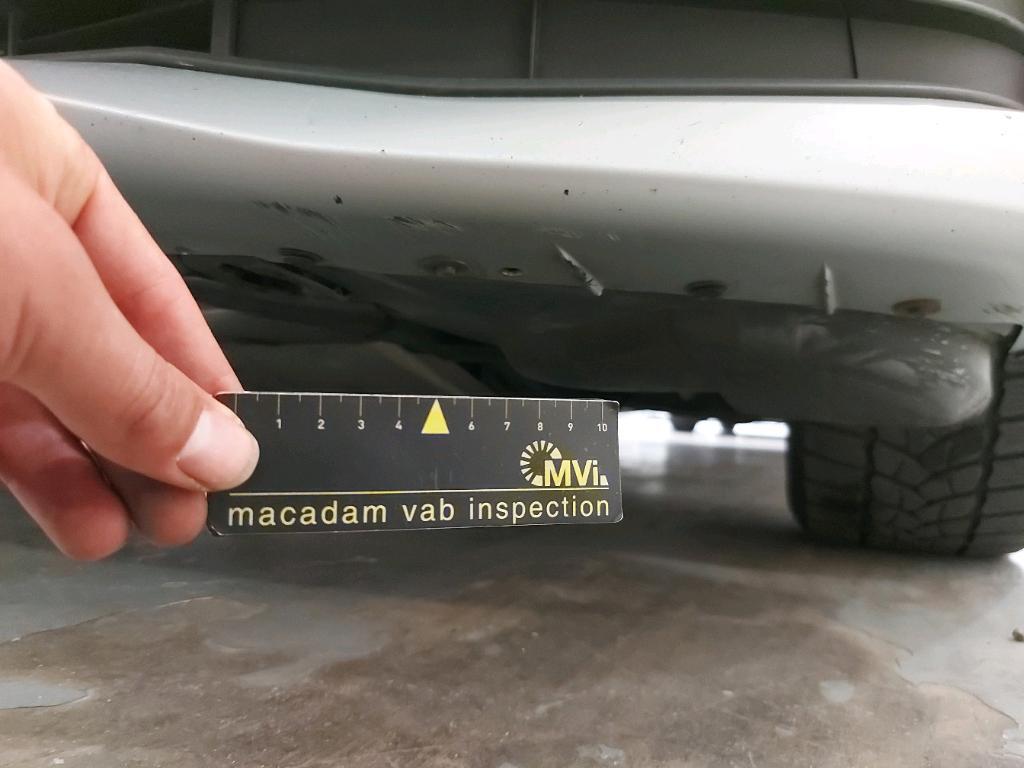 1 2 3 4 6 7 8 9 10
MVi.
macadam vab inspection